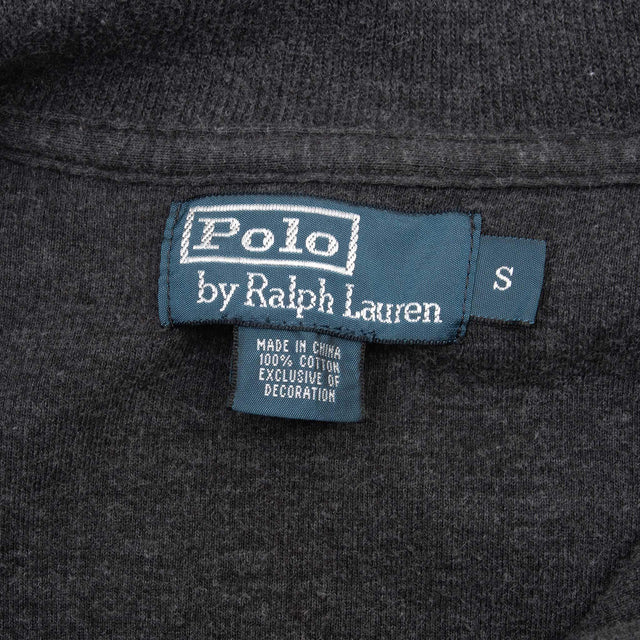 Polo
by Ralph Lauren
S
MADE IN CHINA
100% COTTON
EXCLUSIVE OF
DECORATION